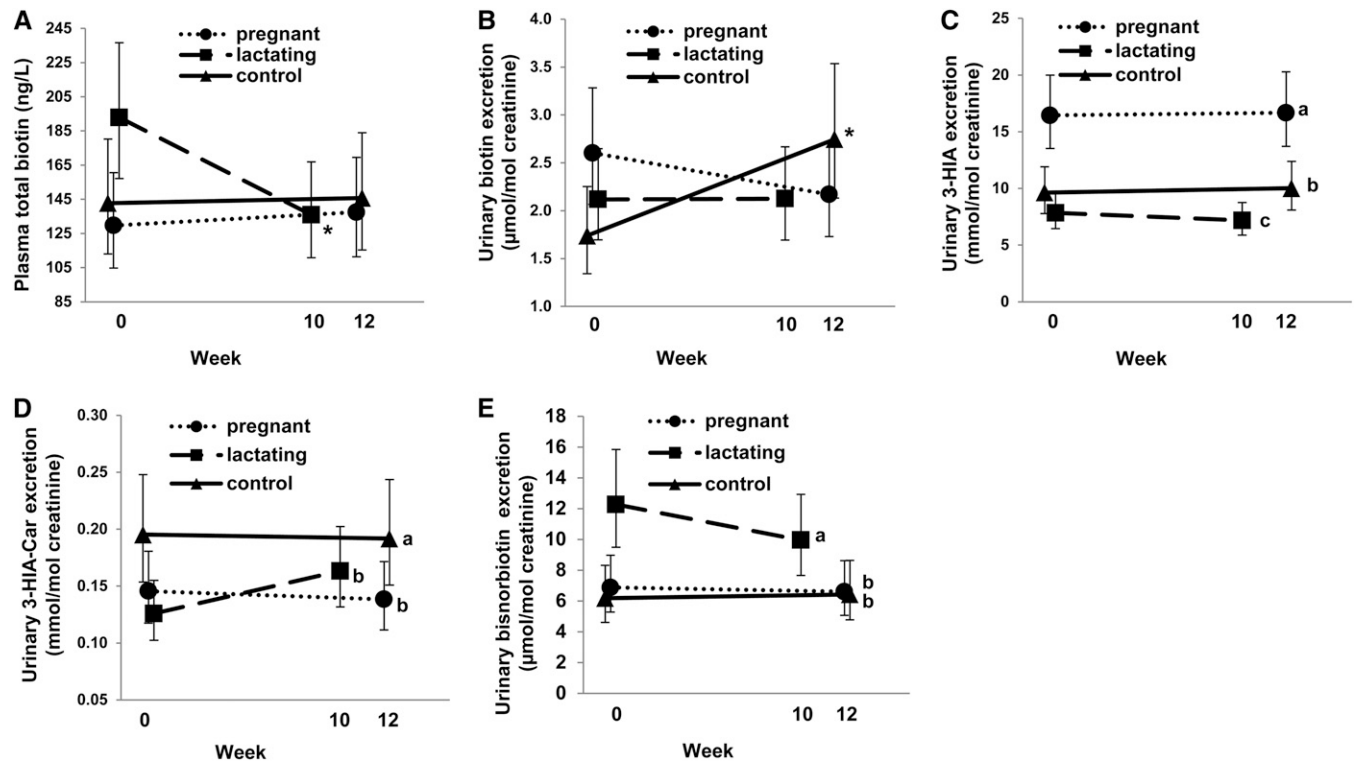 A
Plasma total biotin (ng/L)
245
225
205
185
165
145
125
105
85
pregnant
lactating
control
*
0
10
12
Week
B
Urinary biotin excretion
(µmol/mol creatinine)
4.0
3.5
3.0
2.5
2.0
1.5
1.0
pregnant
lactating
control
*
0
10
12
Week
C
Urinary 3-HIA excretion
(mmol/mol creatinine)
25
20
15
10
5
0
pregnant
lactating
control
a
b
c
0
10
12
Week
D
Urinary 3-HIA-Car excretion
(mmol/mol creatinine)
0.30
0.25
0.20
0.15
0.10
0.05
pregnant
lactating
control
a
b
b
0
10
12
Week
E
Urinary bisnorbiotin excretion
(µmol/mol creatinine)
18
16
14
12
10
8
6
4
2
0
pregnant
lactating
control
a
b
b
0
10
12
Week